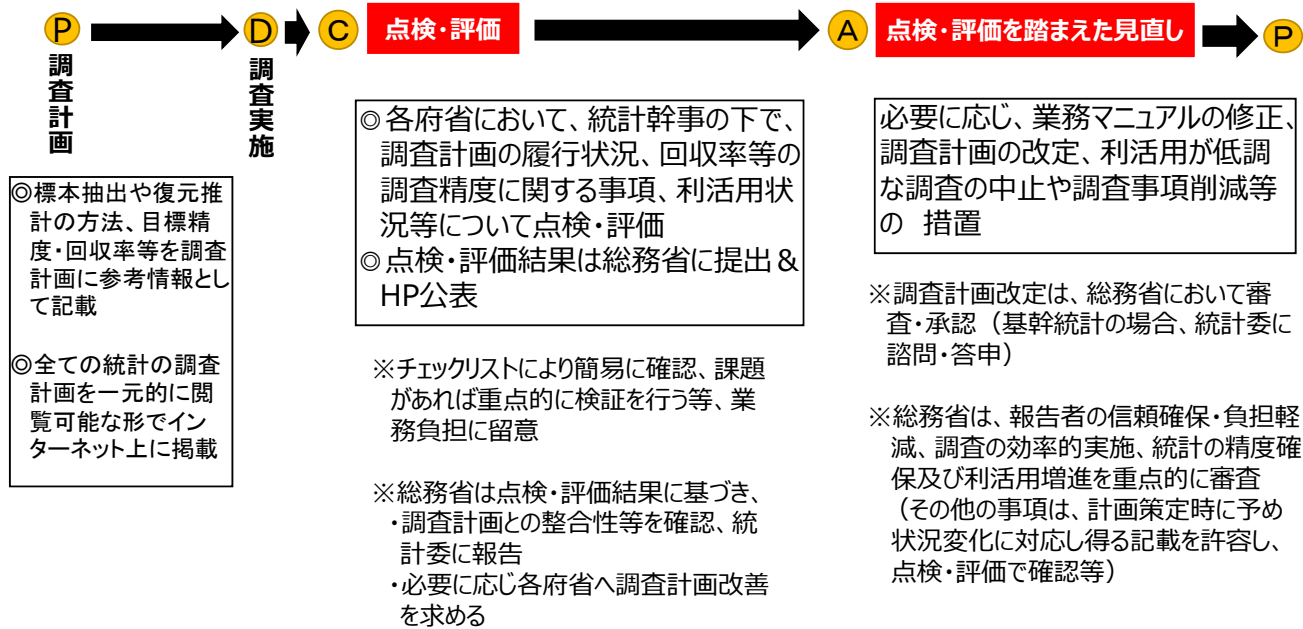 P
調査計画
D
調査実施
C
点検・評価
A
点検・評価を踏まえた見直し
P
◎標本抽出や復元推
計の方法、目標精
度・回収率等を調査
計画に参考情報とし
て記載
◎全ての統計の調査
計画を一元的に閲
覧可能な形でイン
ターネット上に掲載
◎各府省において、統計幹事の下で、
調査計画の履行状況、回収率等の
調査精度に関する事項、利活用状
況等について点検・評価
◎点検・評価結果は総務省に提出&
HP公表
※チェックリストにより簡易に確認、課題
があれば重点的に検証を行う等、業
務負担に留意
※総務省は点検・評価結果に基づき、
・調査計画との整合性等を確認、統
計委に報告
・必要に応じ各府省へ調査計画改善
を求める
必要に応じ、業務マニュアルの修正、
調査計画の改定、利活用が低調
な調査の中止や調査事項削減等
の 措置
※調査計画改定は、総務省において審
査・承認（基幹統計の場合、統計委に
諮問・答申）
※総務省は、報告者の信頼確保・負担軽
減、調査の効率的実施、統計の精度確
保及び利活用増進を重点的に審査
（その他の事項は、計画策定時に予め
状況変化に対応し得る記載を許容し、
点検・評価で確認等）